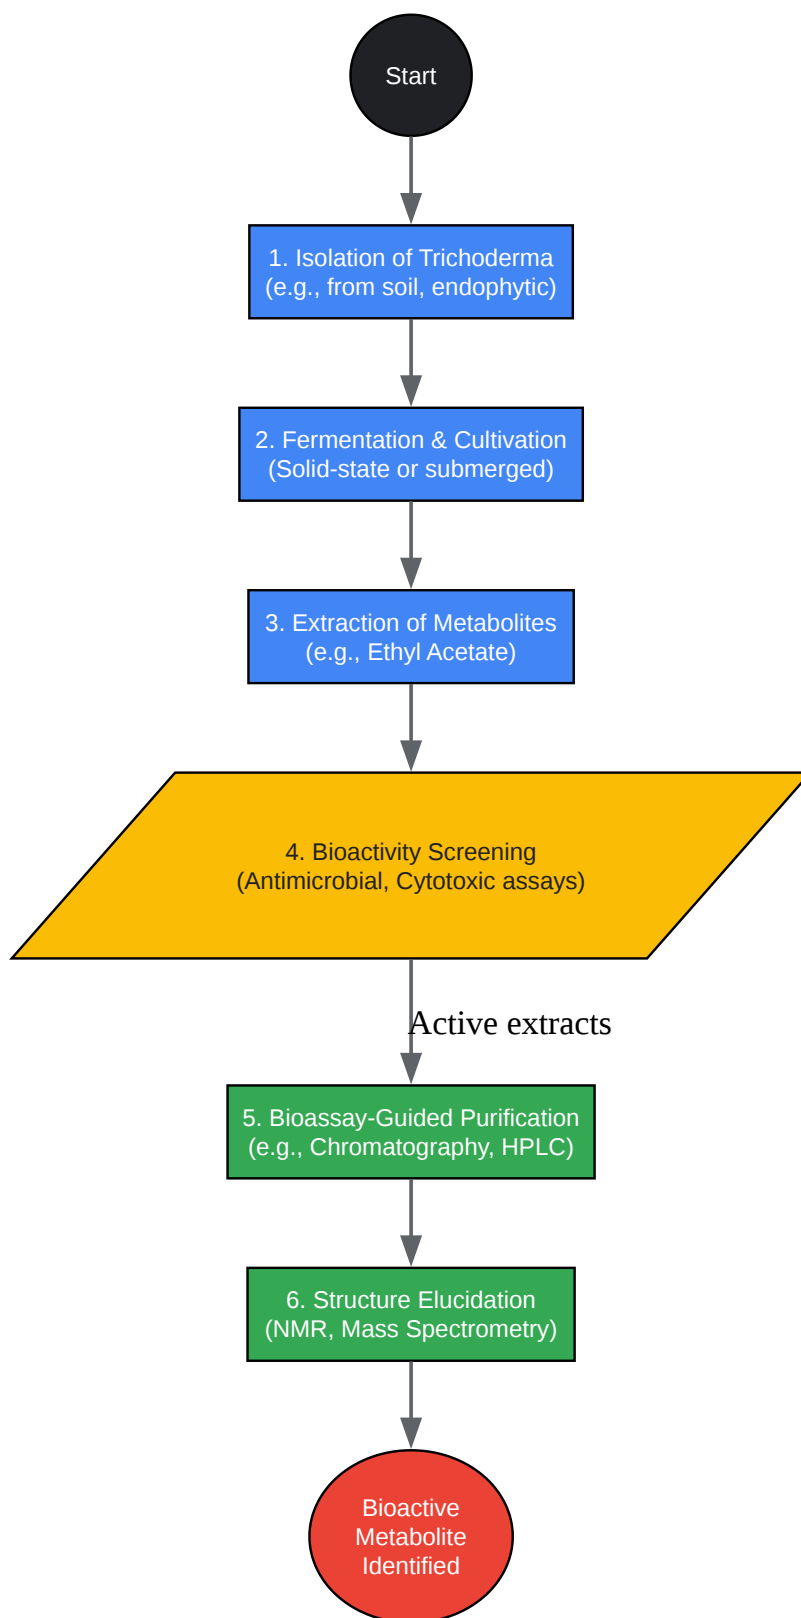 Start
1. Isolation of Trichoderma
(e.g., from soil, endophytic)
2. Fermentation & Cultivation
(Solid-state or submerged)
3. Extraction of Metabolites
(e.g., Ethyl Acetate)
4. Bioactivity Screening
(Antimicrobial, Cytotoxic assays)
Active extracts
5. Bioassay-Guided Purification
(e.g., Chromatography, HPLC)
6. Structure Elucidation
(NMR, Mass Spectrometry)
Bioactive
Metabolite
Identified